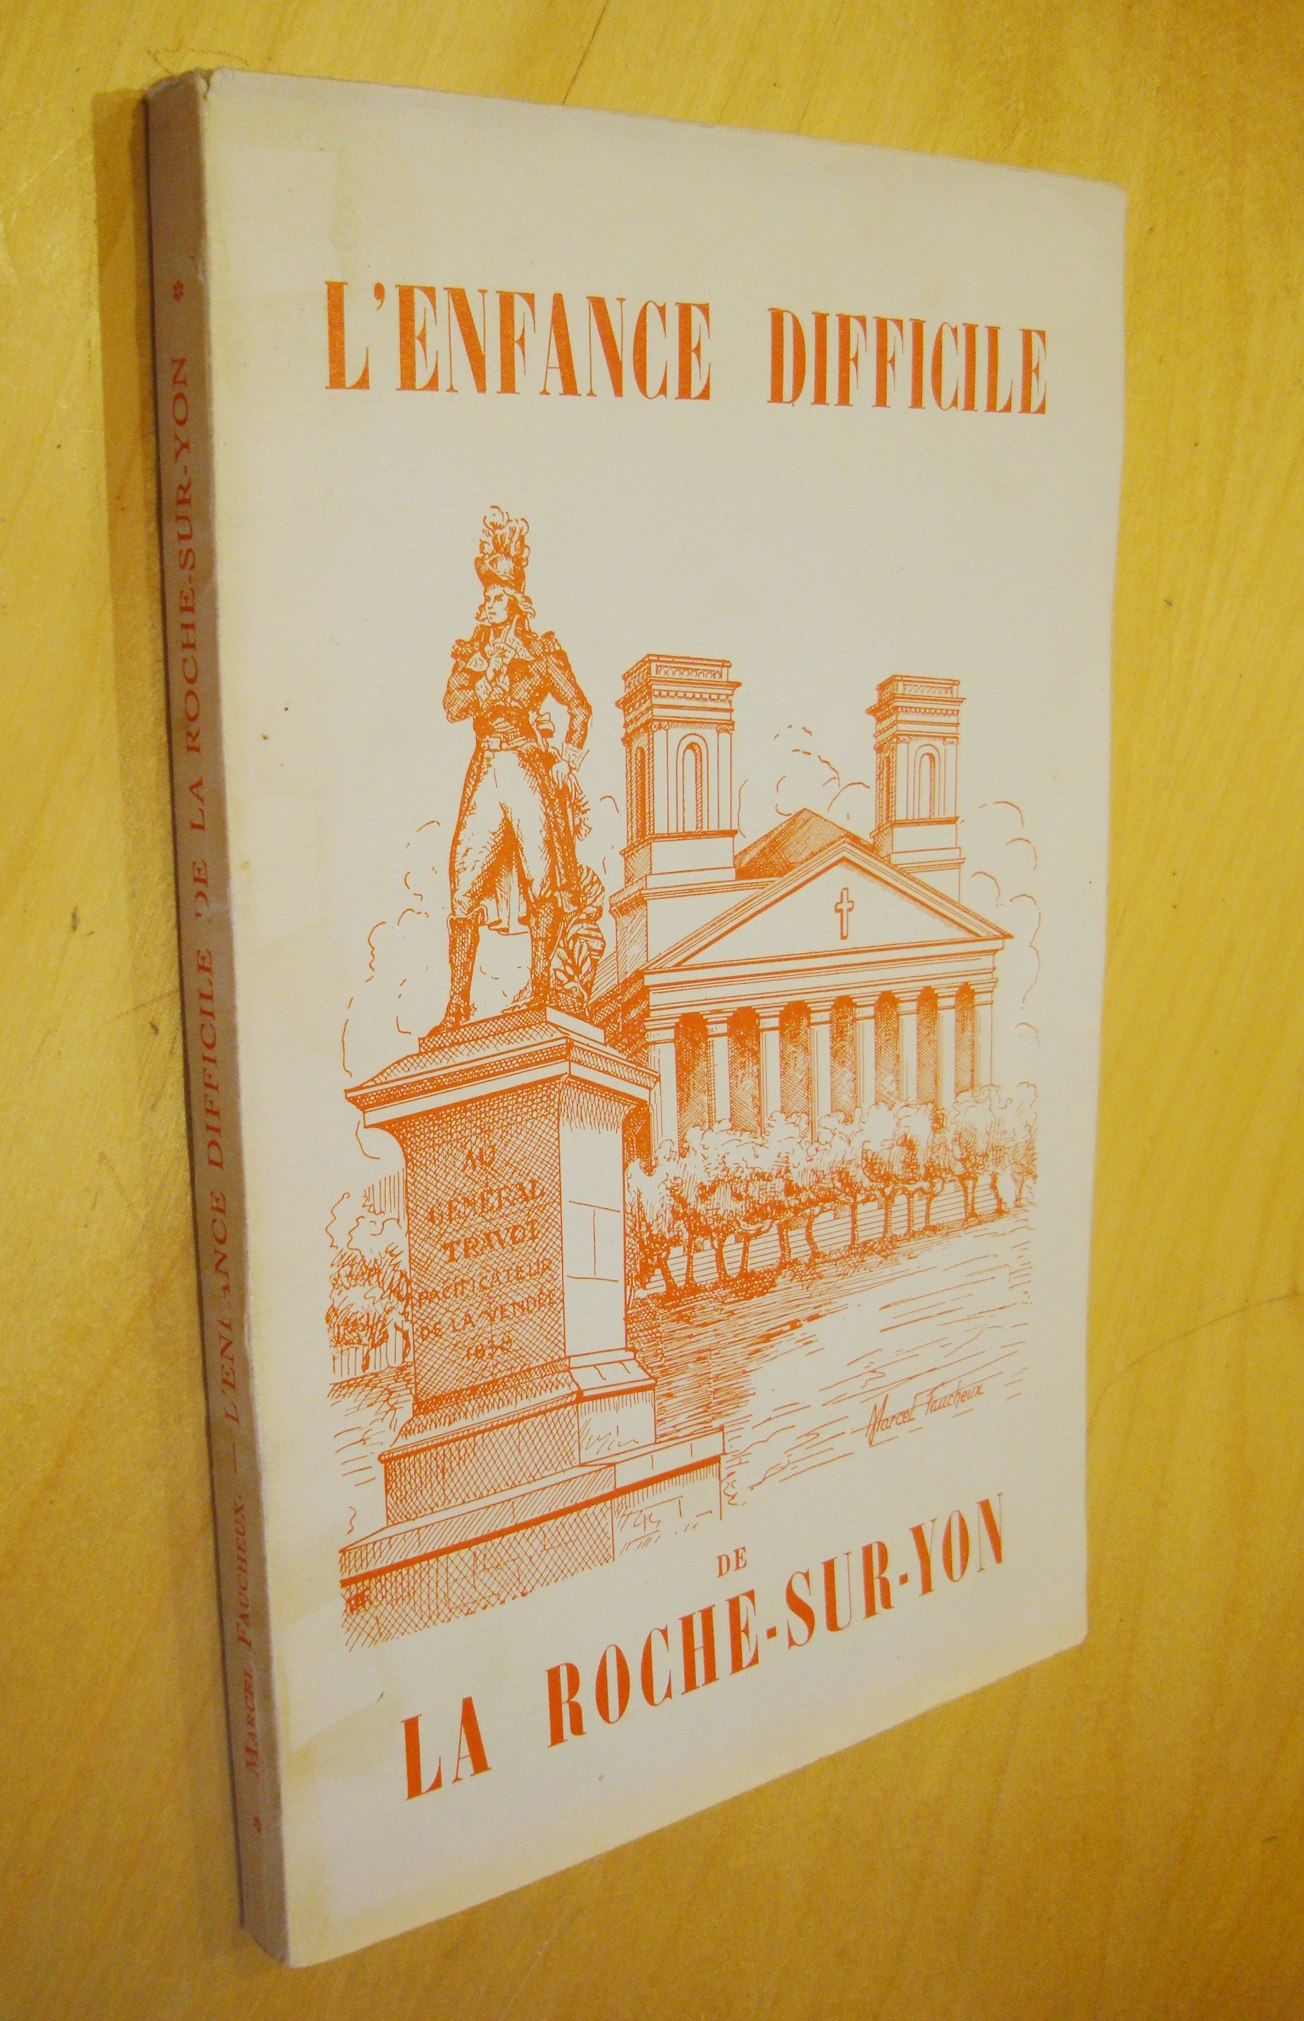 L'ENFANCE DIFFICILE
AU
GÉNÉRAL
TRAVOT
PACIFICATEUR
DE LA VENDÉE
1838
Marcel Faucheux
DE
LA ROCHE-SUR-YON
* MARCEL FAUCHEUX. — L'ENFANCE DIFFICILE DE LA ROCHE-SUR-YON *